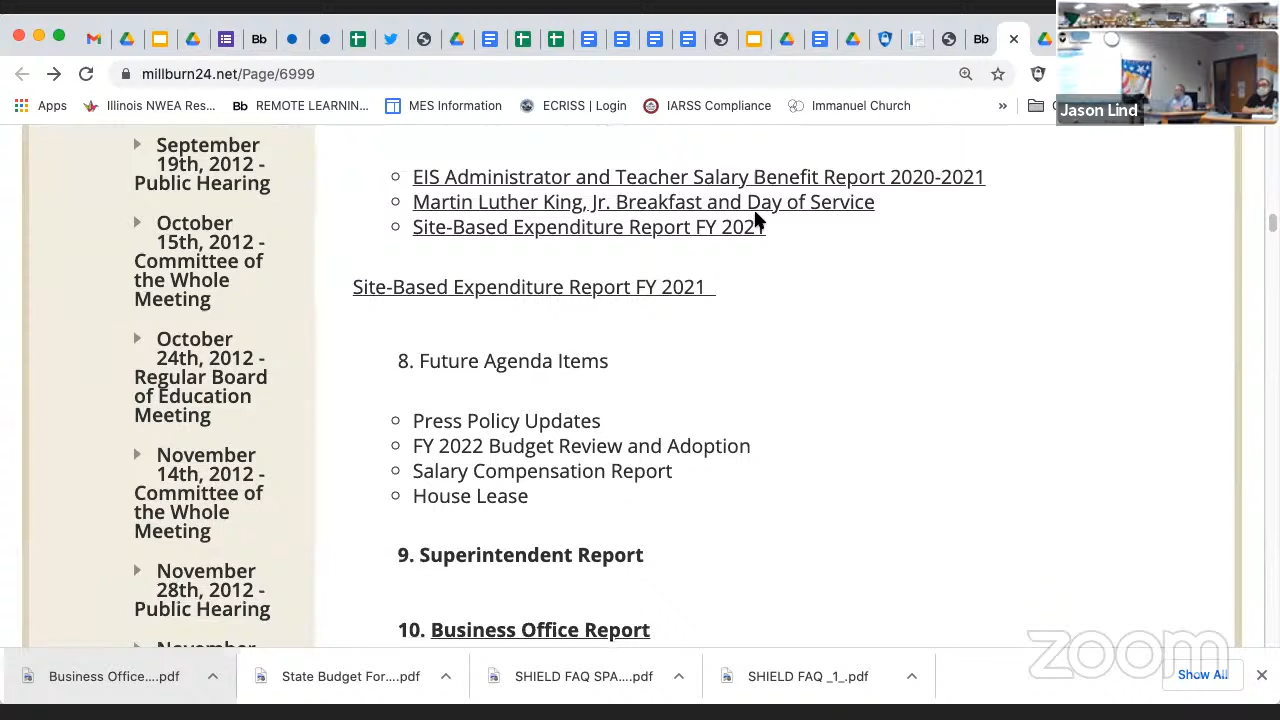 Bb
Bb
millburn24.net/Page/6999
Apps
Illinois NWEA Res...
Bb REMOTE LEARNIN...
MES Information
ECRISS | Login
IARSS Compliance
Immanuel Church
»
Jason Lind
September
19th, 2012 -
Public Hearing
October
15th, 2012 -
Committee of
the Whole
Meeting
October
24th, 2012 -
Regular Board
of Education
Meeting
November
14th, 2012 -
Committee of
the Whole
Meeting
November
28th, 2012 -
Public Hearing
EIS Administrator and Teacher Salary Benefit Report 2020-2021
Martin Luther King, Jr. Breakfast and Day of Service
Site-Based Expenditure Report FY 2021
Site-Based Expenditure Report FY 2021
8. Future Agenda Items
Press Policy Updates
FY 2022 Budget Review and Adoption
Salary Compensation Report
House Lease
9. Superintendent Report
10. Business Office Report
zoom
Business Office....pdf
State Budget For....pdf
SHIELD FAQ SPA....pdf
SHIELD FAQ _1_.pdf
Show All